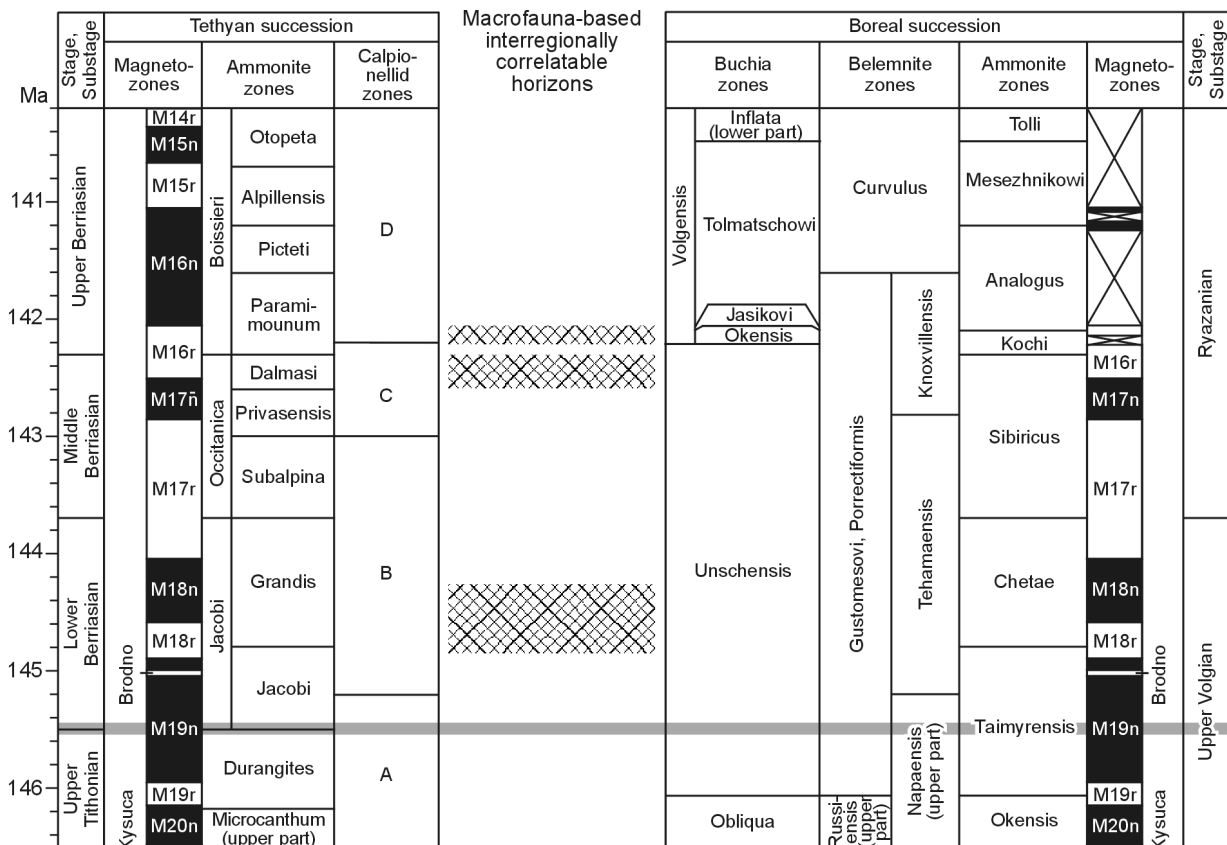 Ma
Stage,
Substage
Tethyan succession
Magneto-
zones
Ammonite
zones
Calpio-
nellid
zones
Macrofauna-based
interregionally
correlatable
horizons
Boreal succession
Buchia
zones
Belemnite
zones
Ammonite
zones
Magneto-
zones
Stage,
Substage
141
142
143
144
145
146
Upper Berriasian
Middle
Berriasian
Lower
Berriasian
Upper
Tithonian
Brodno
Kysuca
M14r
M15n
M15r
M16n
M16r
M17n
M17r
M18n
M18r
M19n
M19r
M20n
Boissieri
Occitanica
Jacobi
Otopeta
Alpillensis
Picteti
Parami-
mounum
Dalmasi
Privasensis
Subalpina
Grandis
Jacobi
Durangites
Microcanthum
(upper part)
D
C
B
A
Volgensis
Inflata
(lower part)
Tolmatschowi
Jasikovi
Okensis
Unschensis
Obliqua
Curvulus
Gustomesovi, Porrectiformis
Knoxvillensis
Tehamaensis
Napaensis
(upper part)
Russi-
ensis
(upper
part)
Tolli
Mesezhnikowi
Analogus
Kochi
Sibiricus
Chetae
Taimyrensis
Okensis
M16r
M17n
M17r
M18n
M18r
M19n
M19r
M20n
Brodno
Kysuca
Ryazanian
Upper Volgian